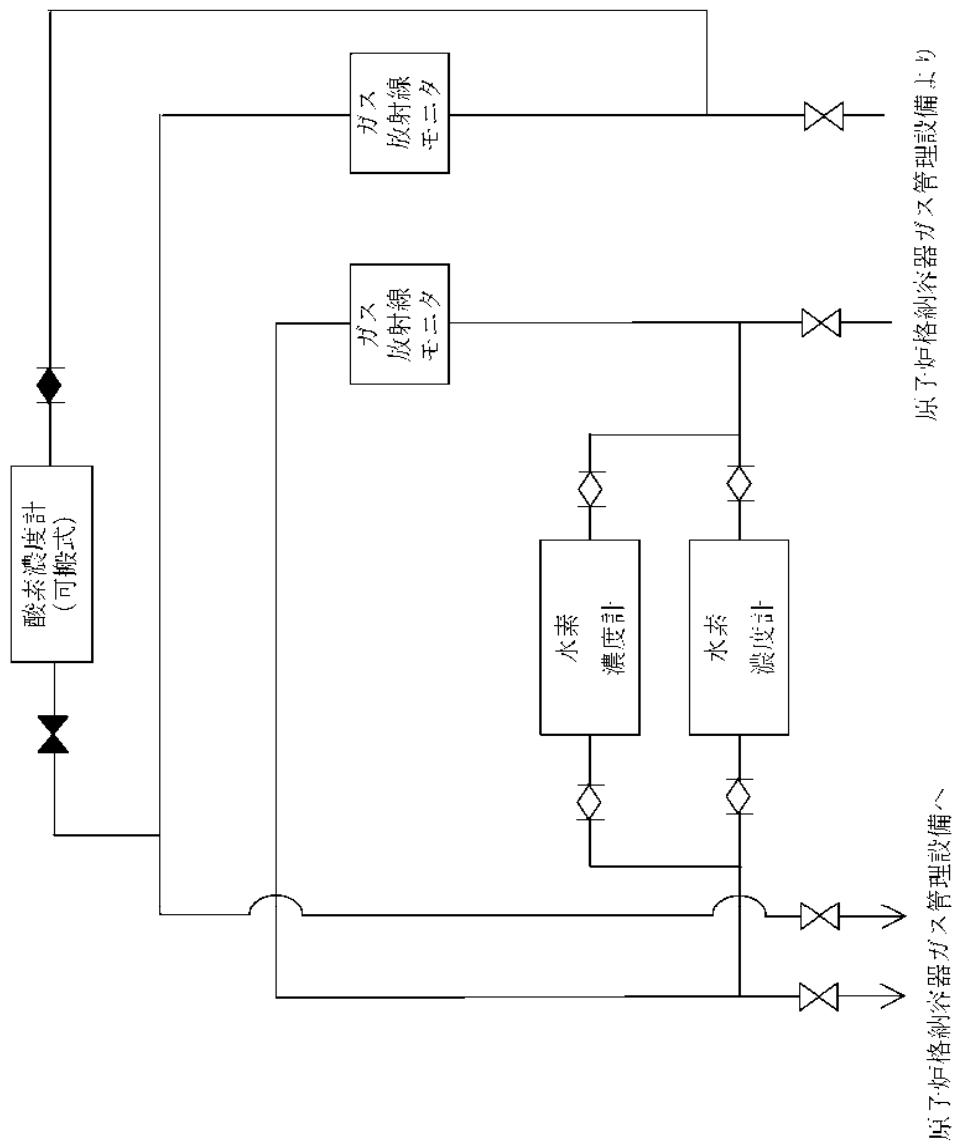 酸素濃度計
(可搬式)
ガス
放射線
モニタ
ガス
放射線
モニタ
水素
濃度計
水素
濃度計
原子炉格納容器ガス管理設備より
原子炉格納容器ガス管理設備へ